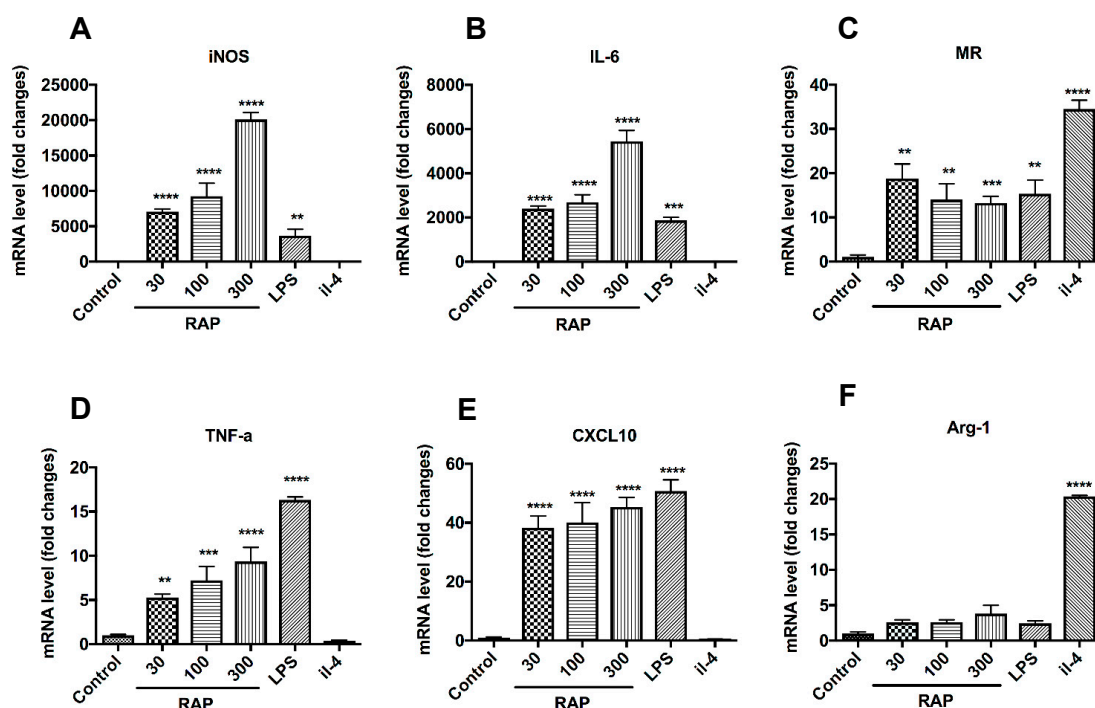 A
iNOS
mRNA level (fold changes)
25000
20000
15000
10000
5000
0
****
****
****
**
Control
30
100
300
LPS
il-4
RAP
B
IL-6
mRNA level (fold changes)
8000
6000
4000
2000
0
****
****
****
***
Control
30
100
300
LPS
il-4
RAP
C
MR
mRNA level (fold changes)
40
30
20
10
0
**
**
***
**
****
Control
30
100
300
LPS
il-4
RAP
D
TNF-a
mRNA level (fold changes)
20
15
10
5
0
**
***
****
****
Control
30
100
300
LPS
il-4
RAP
E
CXCL10
mRNA level (fold changes)
60
40
20
0
****
****
****
****
Control
30
100
300
LPS
il-4
RAP
F
Arg-1
mRNA level (fold changes)
25
20
15
10
5
0
****
Control
30
100
300
LPS
il-4
RAP